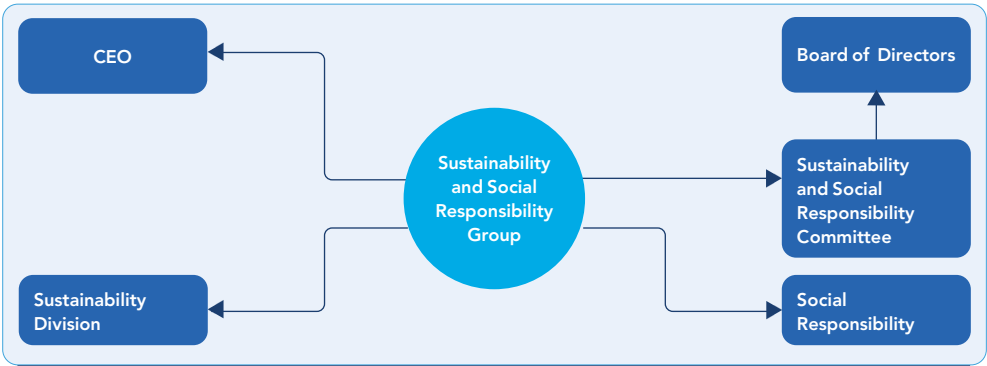 CEO
Board of Directors
Sustainability
and Social
Responsibility
Group
Sustainability
and Social
Responsibility
Committee
Sustainability
Division
Social
Responsibility